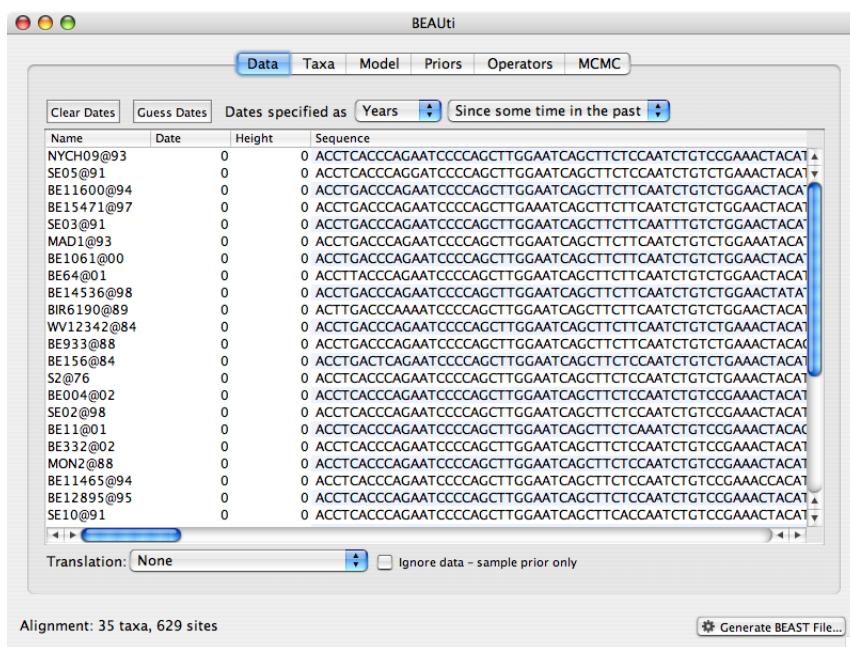 BEAUti
Data Taxa Model Priors Operators MCMC
Clear Dates Guess Dates Dates specified as Years Since some time in the past
Name Date Height Sequence
NYCH09@93 0 0 ACCTCACCCAGAATCCCCAGCTTGGAATCAGCTTCTCCAATCTGTCCGAAACTACAT
SE05@91 0 0 ACCTCACCCAGGATCCCCAGCTTGGAATCAGCTTCTCCAATCTGTCTGAAACTACAT
BE11600@94 0 0 ACCTGACCCAGAATCCCCAGCTTGGAATCAGCTTCTTCAATCTGTCTGGAACTACAT
BE15471@97 0 0 ACCTGACCCAGAATCCCCAGCTTGAAATCAGCTTCTTCAATCTGTCTGGAACTACAT
SE03@91 0 0 ACCTGACCCAGAATCCCCAGCTTGGAATCAGCTTCTTCAATTTGTCTGGAACTACAT
MAD1@93 0 0 ACCTGACCCAGAATCCCCAGCTTGGAATCAGCTTCTTCAATCTGTCTGGAAATACAT
BE1061@00 0 0 ACCTGACCCAGAATCCCCAGCTTGGAATCAGCTTCTTCAATCTGTCTGGAACTACAT
BE64@01 0 0 ACCTTACCCAGAATCCCCAGCTTGGAATCAGCTTCTTCAATCTGTCTGGAACTACAT
BE14536@98 0 0 ACCTGACCCAGAATCCCCAGCTTGGAATCAGCTTCTTCAATCTGTCTGGAACTATAT
BIR6190@89 0 0 ACTTGACCCAAAATCCCCAGCTTGGAATCAGCTTCTTCAATCTGTCTGGAACTACAT
WV12342@84 0 0 ACCTGACCCAGAATCCCCAGCTTGGAATCAGCTTCTTCAATCTGTCTGAAACTACAT
BE933@88 0 0 ACCTGACCCAGAATCCCCAGCTTGGAATCAGCTTCTTCAATCTGTCTGAAACTACAC
BE156@84 0 0 ACCTGACTCAGAATCCCCAGCTTGGAATCAGCTTCTCCAATCTGTCTGAAACTACAT
S2@76 0 0 ACCTCACCCAGAATCCCCAGCTTGGAATCAGCTTCTCCAATCTGTCTGAAACTACAT
BE004@02 0 0 ACCTCACCCAGAATCCCCAGCTTGGAATCAGCTTCTCCAATCTGTCCGAAACTACAT
SE02@98 0 0 ACCTCACCCAGAATCCCCAGCTTGGAATCAGCTTCTCCAATCTGTCCGAAACTACAT
BE11@01 0 0 ACCTCACCCAGAATCCCCAGCTTGGAATCAGCTTCTCAAATCTGTCCGAAACTACAC
BE332@02 0 0 ACCTCACCCAGAATCCCCAGCTTGGAATCAGCTTCTCCAATCTGTCCGAAACTACAT
MON2@88 0 0 ACCTCACCCAGAATCCCCAGCTTGGAATCAGCTTCTCCAATCTGTCCGAAACTACAT
BE11465@94 0 0 ACCTCACCCAGAATCCCCAGCTTGGAATCAGCTTCTCCAATCTGTCCGAAACCACAT
BE12895@95 0 0 ACCTCACCCAGAATCCCCAGCTTGGAATCAGCTTCTCCAATCTGTCCGAAACTACAT
SE10@91 0 0 ACCTCACCCAGAATCCCCAGCTTGGAATCAGCTTCACCAATCTGTCCGAAACTACAT
Translation: None Ignore data – sample prior only
Alignment: 35 taxa, 629 sites Generate BEAST File...